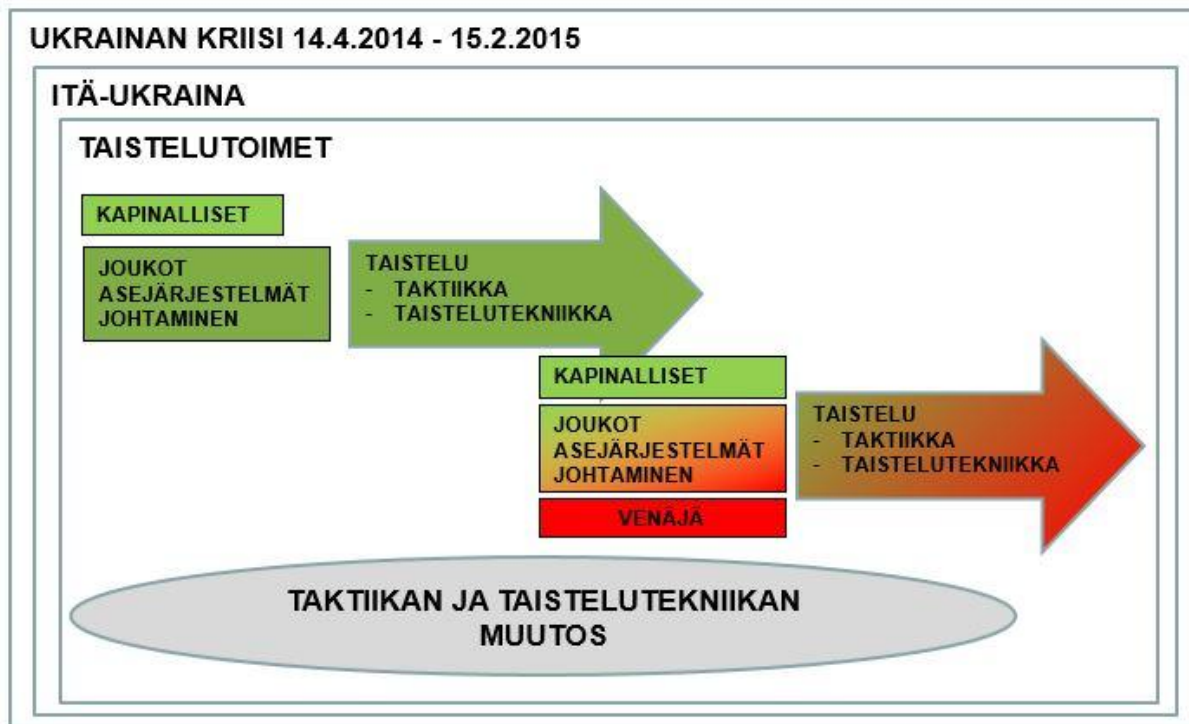 UKRAINAN KRIISI 14.4.2014 - 15.2.2015
ITÄ-UKRAINA
TAISTELUTOIMET
KAPINALLISET
JOUKOT
ASEJÄRJESTELMÄT
JOHTAMINEN
TAISTELU
- TAKTIIKKA
- TAISTELUTEKNIIKKA
KAPINALLISET
JOUKOT
ASEJÄRJESTELMÄT
JOHTAMINEN
VENÄJÄ
TAISTELU
- TAKTIIKKA
- TAISTELUTEKNIIKKA
TAKTIIKAN JA TAISTELUTEKNIIKAN
MUUTOS